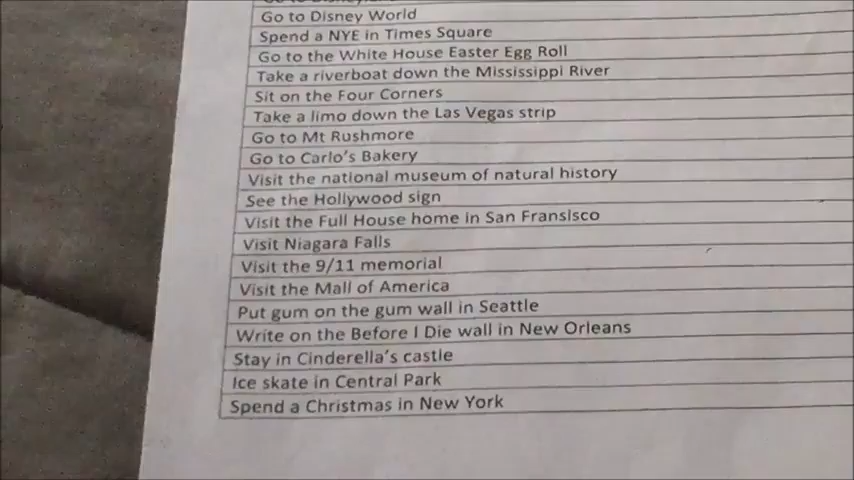 Go to Disney World
Spend a NYE in Times Square
Go to the White House Easter Egg Roll
Take a riverboat down the Mississippi River
Sit on the Four Corners
Take a limo down the Las Vegas strip
Go to Mt Rushmore
Go to Carlo's Bakery
Visit the national museum of natural history
See the Hollywood sign
Visit the Full House home in San Fransisco
Visit Niagara Falls
Visit the 9/11 memorial
Visit the Mall of America
Put gum on the gum wall in Seattle
Write on the Before I Die wall in New Orleans
Stay in Cinderella's castle
Ice skate in Central Park
Spend a Christmas in New York